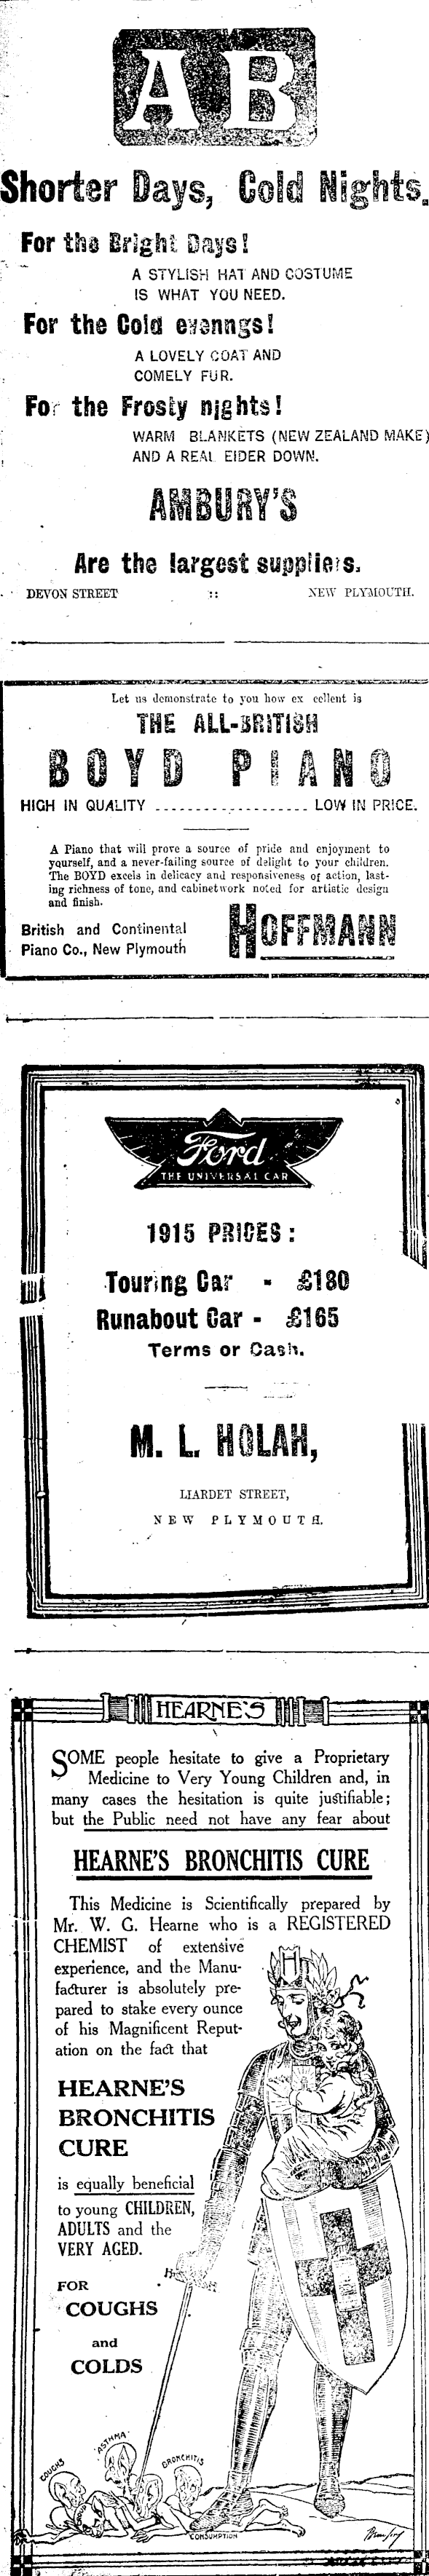 AB
Shorter Days, Cold Nights.
For the Bright Days!
A STYLISH HAT AND COSTUME
IS WHAT YOU NEED.
For the Cold evenngs!
A LOVELY COAT AND
COMELY FUR.
For the Frosty nights!
WARM BLANKETS (NEW ZEALAND MAKE)
AND A REAL EIDER DOWN.
AMBURY'S
Are the largest suppliers.
DEVON STREET :: NEW PLYMOUTH.
Let us demonstrate to you how ex cellent is
THE ALL-BRITISH
BOYD PIANO
HIGH IN QUALITY .................. LOW IN PRICE.
A Piano that will prove a source of pride and enjoyment to
yourself, and a never-failing source of delight to your children.
The BOYD excels in delicacy and responsiveness of action, last-
ing richness of tone, and cabinetwork noted for artistic design
and finish.
British and Continental
Piano Co., New Plymouth
HOFFMANN
Ford
THE UNIVERSAL CAR
1915 PRICES:
Touring Car - £180
Runabout Car - £165
Terms or Cash.
M. L. HOLAH,
LIARDET STREET,
NEW PLYMOUTH.
HEARNE'S
SOME people hesitate to give a Proprietary
Medicine to Very Young Children and, in
many cases the hesitation is quite justifiable;
but the Public need not have any fear about
HEARNE'S BRONCHITIS CURE
This Medicine is Scientifically prepared by
Mr. W. G. Hearne who is a REGISTERED
CHEMIST of extensive
experience, and the Manu-
facturer is absolutely pre-
pared to stake every ounce
of his Magnificent Reput-
ation on the fact that
HEARNE'S
BRONCHITIS
CURE
is equally beneficial
to young CHILDREN,
ADULTS and the
VERY AGED.
FOR
COUGHS
and
COLDS
COUGHS
ASTHMA
BRONCHITIS
CONSUMPTION